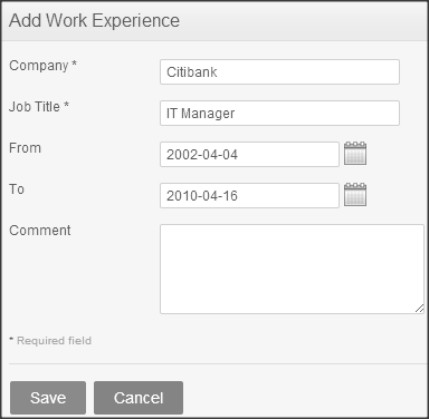 Add Work Experience
Company * Citibank
Job Title * IT Manager
From 2002-04-04
To 2010-04-16
Comment
* Required field
Save Cancel